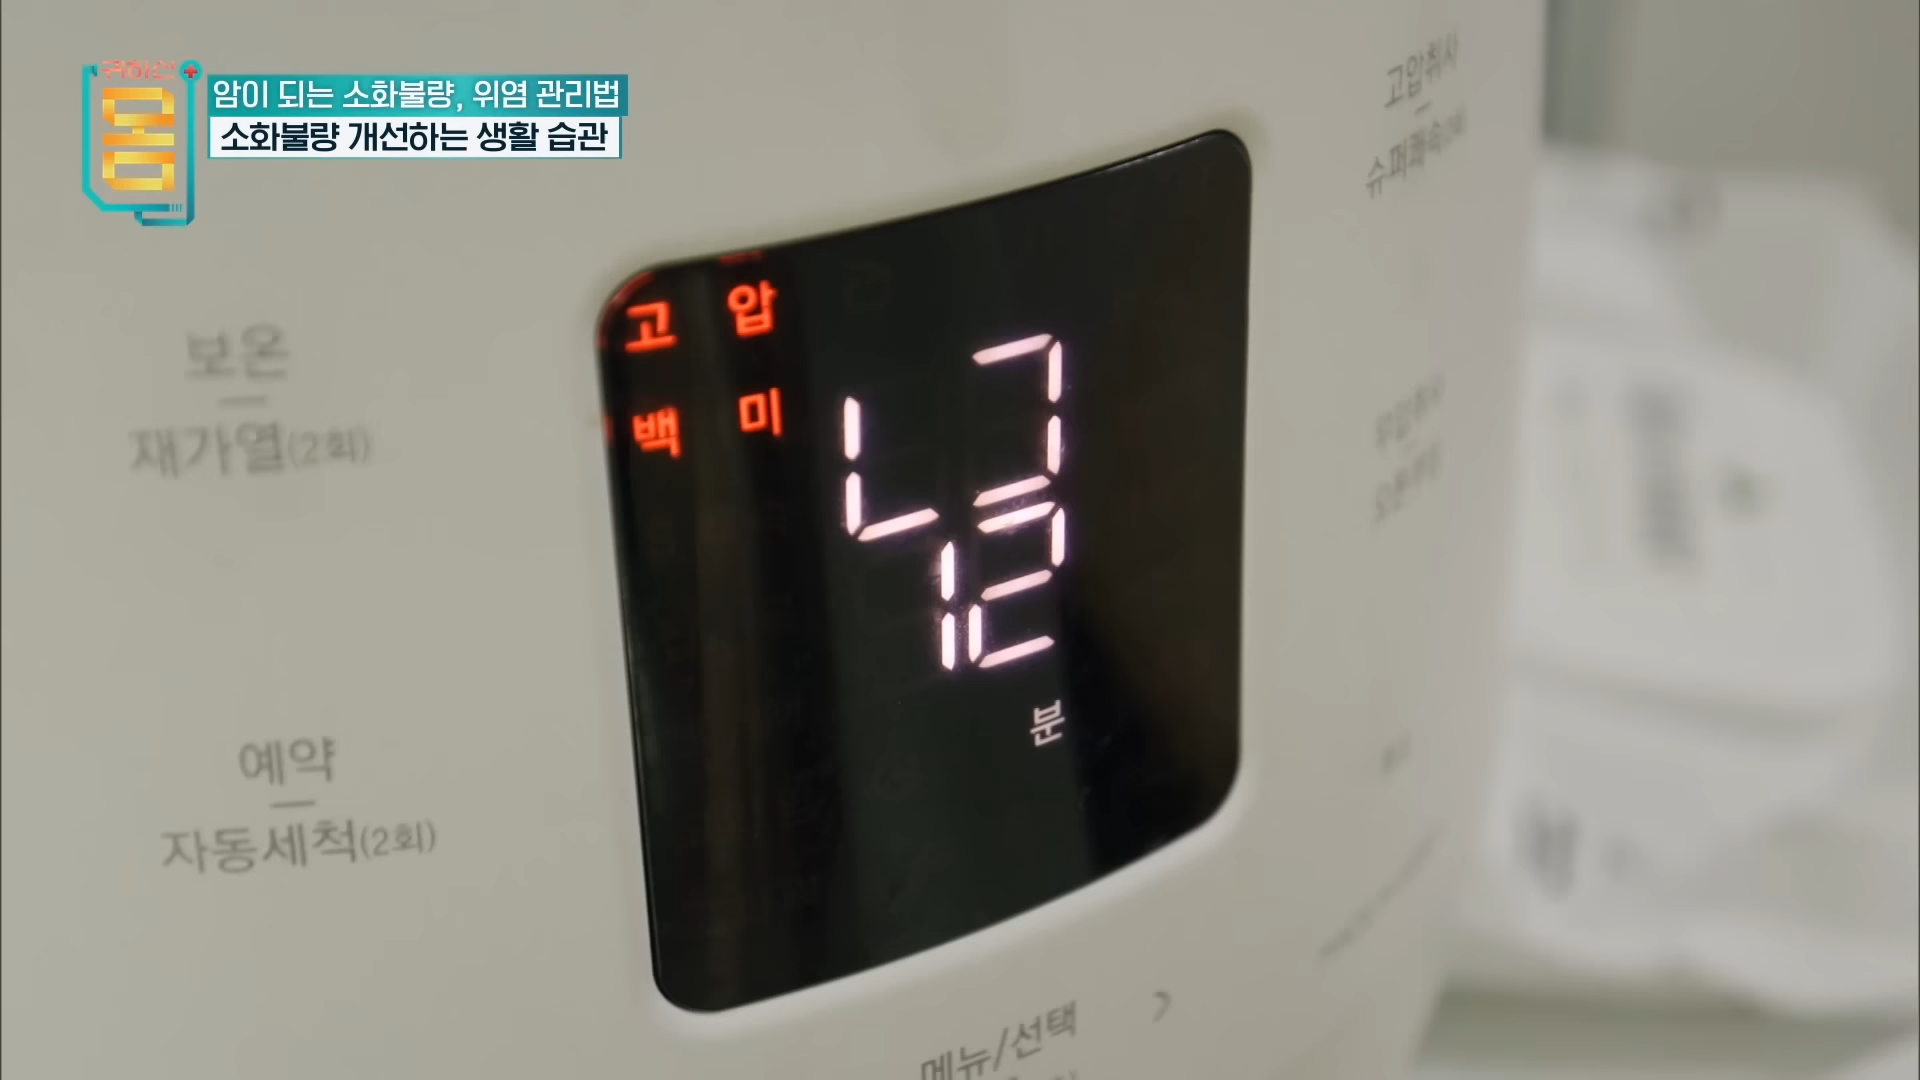 귀하신
몸
암이 되는 소화불량, 위염 관리법
소화불량 개선하는 생활 습관
고압
백미
12
분
보온
재가열(2회)
예약
자동세척(2회)
고압취사
슈퍼쾌속
메뉴/선택